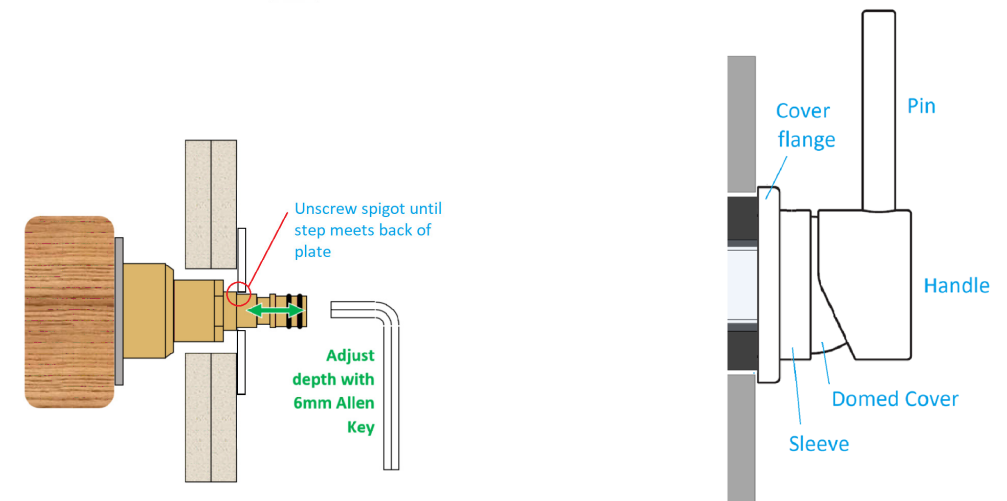 Unscrew spigot until
step meets back of
plate
Adjust
depth with
6mm Allen
Key
Cover
flange
Pin
Handle
Domed Cover
Sleeve